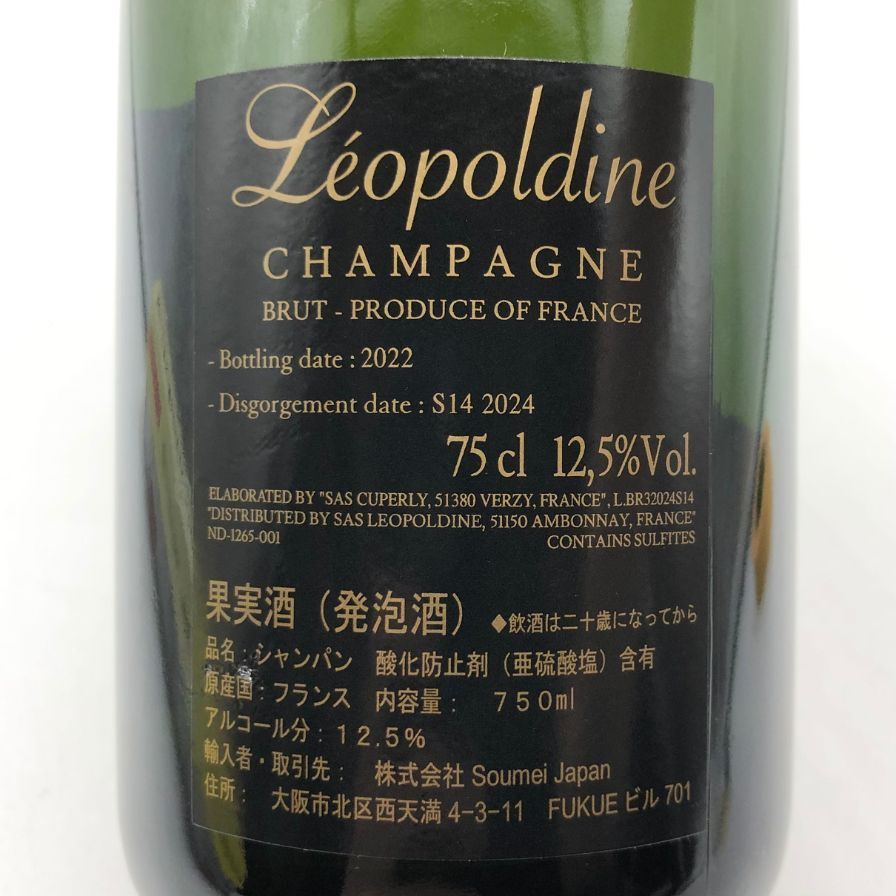 Léopoldine
CHAMPAGNE
BRUT - PRODUCE OF FRANCE
- Bottling date : 2022
- Disgorgement date : S14 2024
75 cl 12,5%Vol.
ELABORATED BY "SAS CUPERLY, 51380 VERZY, FRANCE", L.BR32024S14
"DISTRIBUTED BY SAS LEOPOLDINE, 51150 AMBONNAY, FRANCE"
ND-1265-001 CONTAINS SULFITES
果実酒（発泡酒） ◆飲酒は二十歳になってから
品名：シャンパン 酸化防止剤（亜硫酸塩）含有
原産国：フランス 内容量： ７５０ml
アルコール分：１２.５％
輸入者・取引先： 株式会社 Soumei Japan
住所： 大阪市北区西天満 4-3-11 FUKUE ビル 701